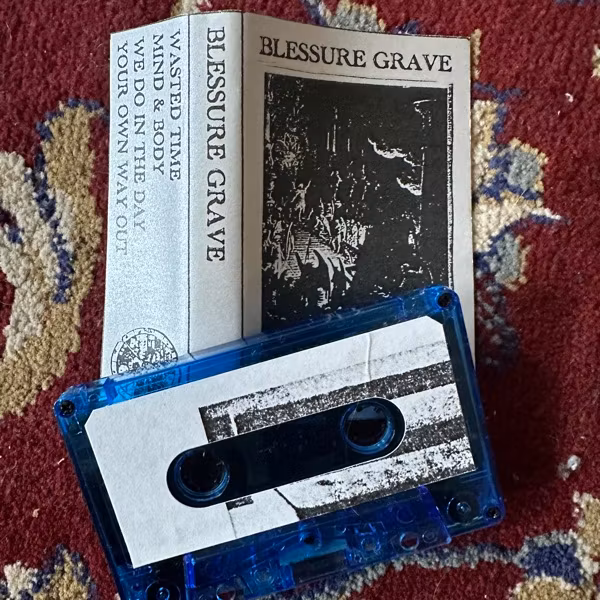 WASTED TIME
MIND & BODY
WE DO IN THE DAY
YOUR OWN WAY OUT
BLESSURE GRAVE
BLESSURE GRAVE